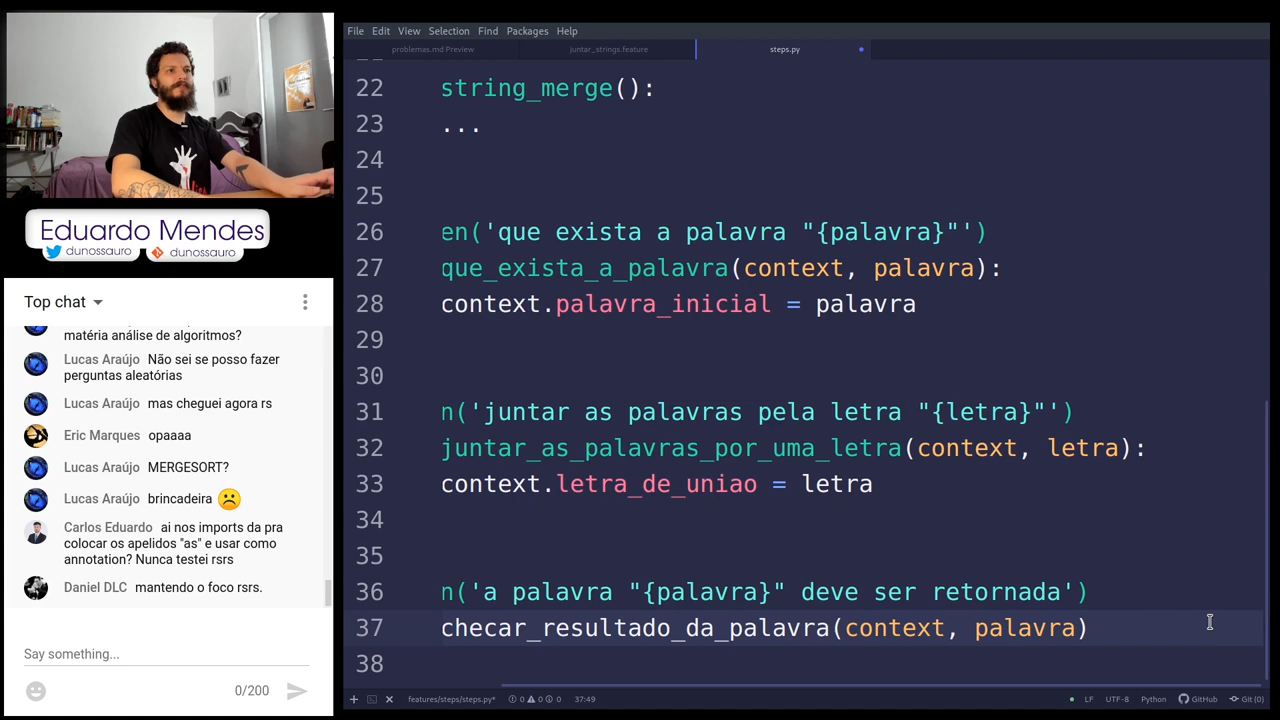 File Edit View Selection Find Packages Help
problemas.md Preview
juntar_strings.feature
steps.py
22 string_merge():
23 ...
24
25
26 en('que exista a palavra "{palavra}"')
27 que_exista_a_palavra(context, palavra):
28 context.palavra_inicial = palavra
29
30
31 n('juntar as palavras pela letra "{letra}"')
32 juntar_as_palavras_por_uma_letra(context, letra):
33 context.letra_de_uniao = letra
34
35
36 n('a palavra "{palavra}" deve ser retornada')
37 checar_resultado_da_palavra(context, palavra)
38
features/steps/steps.py* 0 0 0 37:49
LF UTF-8 Python GitHub Git (0)
Eduardo Mendes
dunossauro dunossauro
Top chat
matéria análise de algoritmos?
Lucas Araújo Não sei se posso fazer
perguntas aleatórias
Lucas Araújo mas cheguei agora rs
Eric Marques opaaaa
Lucas Araújo MERGESORT?
Lucas Araújo brincadeira
Carlos Eduardo ai nos imports da pra
colocar os apelidos "as" e usar como
annotation? Nunca testei rsrs
Daniel DLC mantendo o foco rsrs.
Say something...
0/200